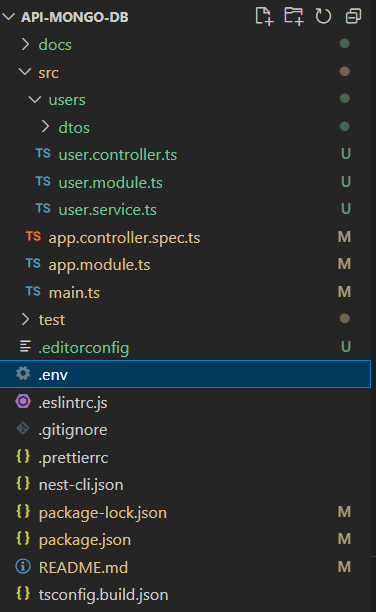 API-MONGO-DB
docs
src
users
dtos
TS user.controller.ts U
TS user.module.ts U
TS user.service.ts U
TS app.controller.spec.ts M
TS app.module.ts M
TS main.ts M
test
.editorconfig U
.env
.eslintrc.js
.gitignore
.prettierrc
{} nest-cli.json
{} package-lock.json M
{} package.json M
README.md M
{} tsconfig.build.json